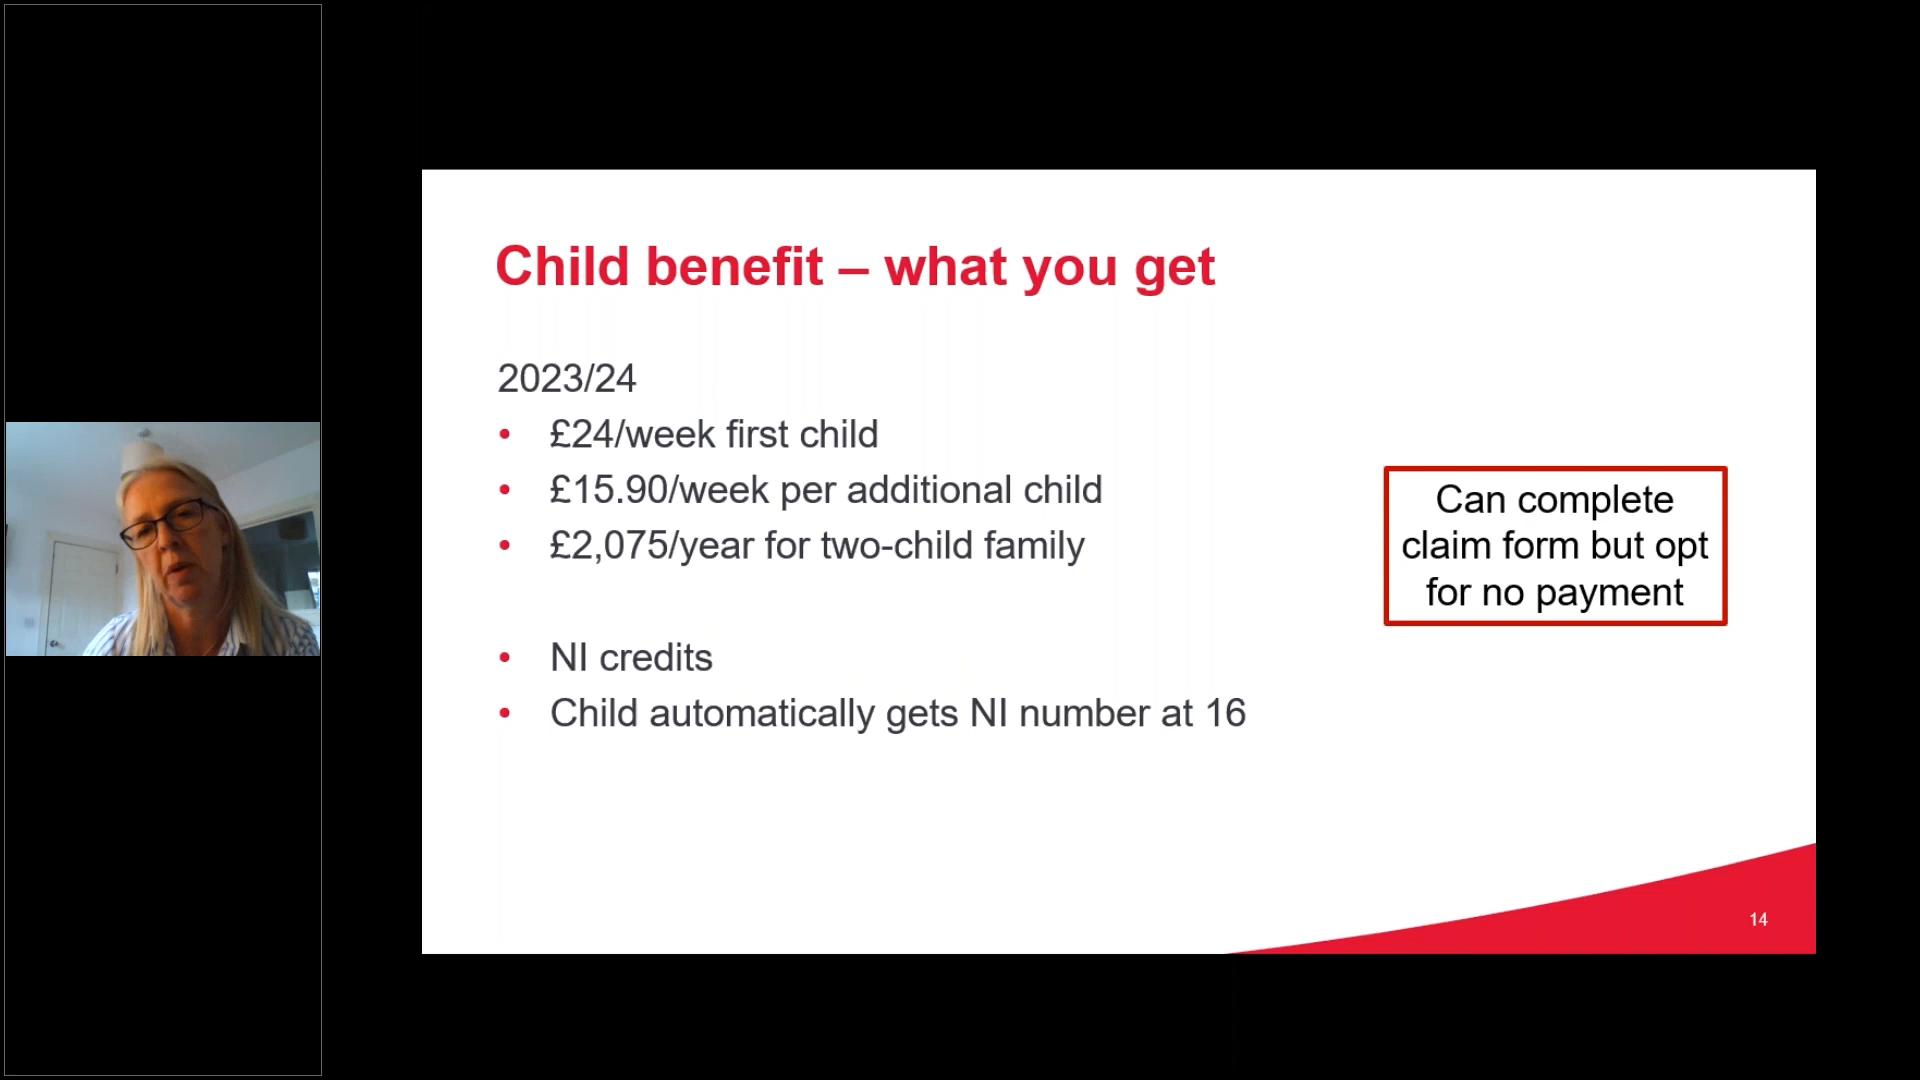 Child benefit – what you get
2023/24
• £24/week first child
• £15.90/week per additional child
• £2,075/year for two-child family
• NI credits
• Child automatically gets NI number at 16
Can complete
claim form but opt
for no payment
14